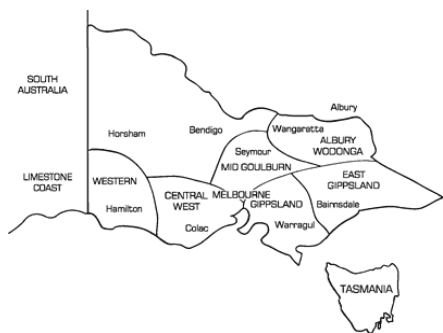 SOUTH
AUSTRALIA
Albury
Horsham
Bendigo
Wangaratta
ALBURY
WODONGA
Seymour
MID GOULBURN
LIMESTONE
COAST
WESTERN
EAST
GIPPSLAND
CENTRAL
WEST
MELBOURNE
GIPPSLAND
Hamilton
Bairnsdale
Colac
Warragul
TASMANIA